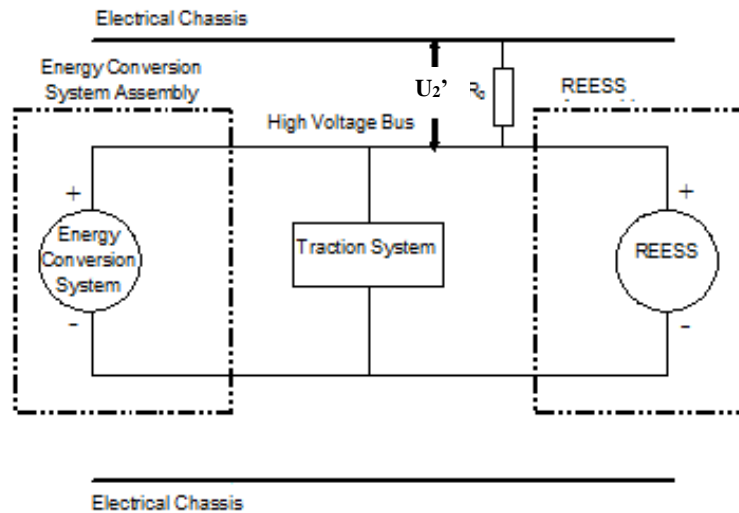 Electrical Chassis
Energy Conversion
System Assembly
U₂’
R₀
REESS
High Voltage Bus
+
+
Energy
Conversion
System
Traction System
REESS
-
-
Electrical Chassis